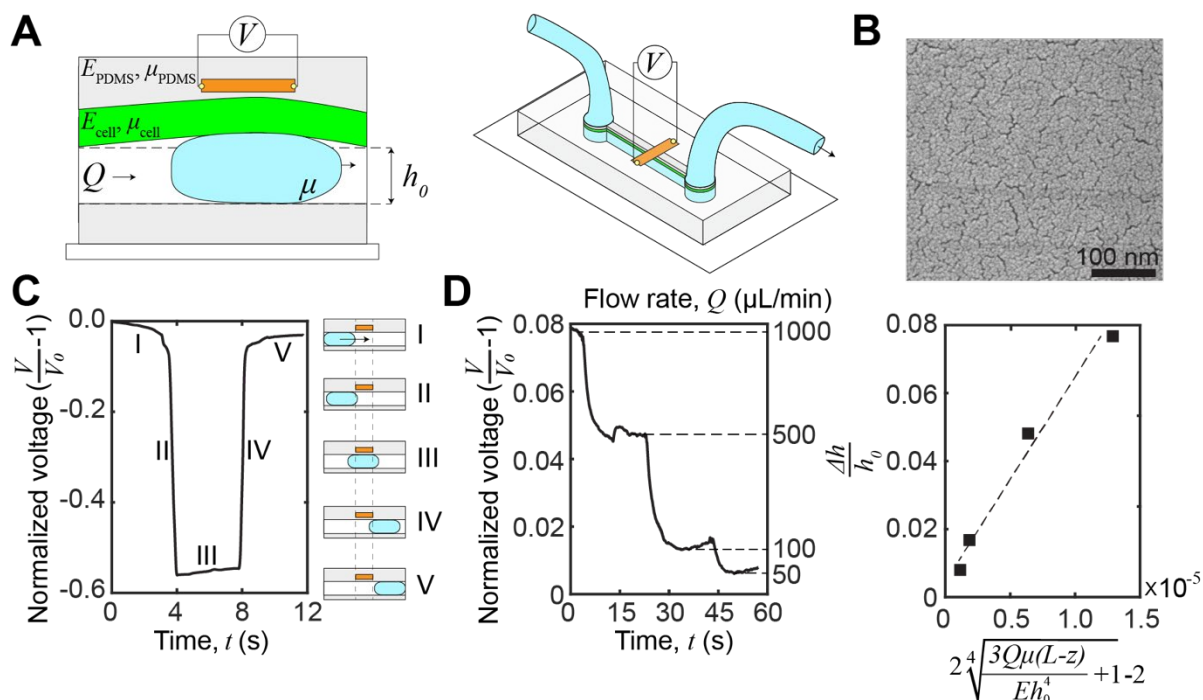 A
V
E_PDMS, μ_PDMS
E_cell, μ_cell
Q →
μ
h_0
V
B
100 nm
C
Normalized voltage (V/V_o-1)
0.0
-0.2
-0.4
-0.6
I
II
III
IV
V
0
4
8
12
Time, t (s)
I
II
III
IV
V
D
Flow rate, Q (μL/min)
Normalized voltage (V/V_o-1)
0.08
0.06
0.04
0.02
0
1000
500
100
50
0
15
30
45
60
Time, t (s)
Δh/h_0
0.08
0.06
0.04
0.02
0
0
0.5
1.0
1.5
×10^-5
2∜(3Qμ(L-z)/Eh_0^4+1-2